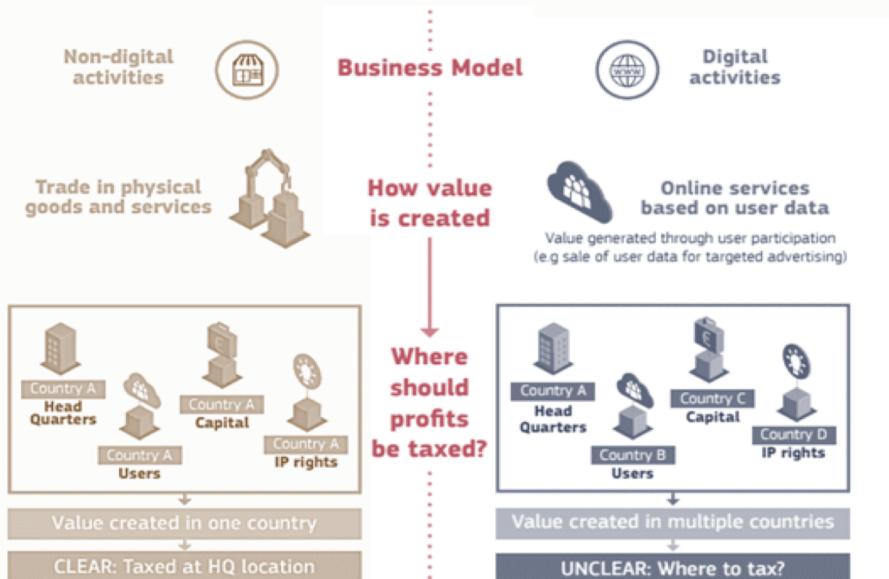 Non-digital
activities
Business Model
www
Digital
activities
Trade in physical
goods and services
How value
is created
Online services
based on user data
Value generated through user participation
(e.g sale of user data for targeted advertising)
Where
should
profits
be taxed?
€
Country A
Head
Quarters
Country A
Users
Country A
Capital
Country A
IP rights
€
Country A
Head
Quarters
Country B
Users
Country C
Capital
Country D
IP rights
Value created in one country
Value created in multiple countries
CLEAR: Taxed at HQ location
UNCLEAR: Where to tax?